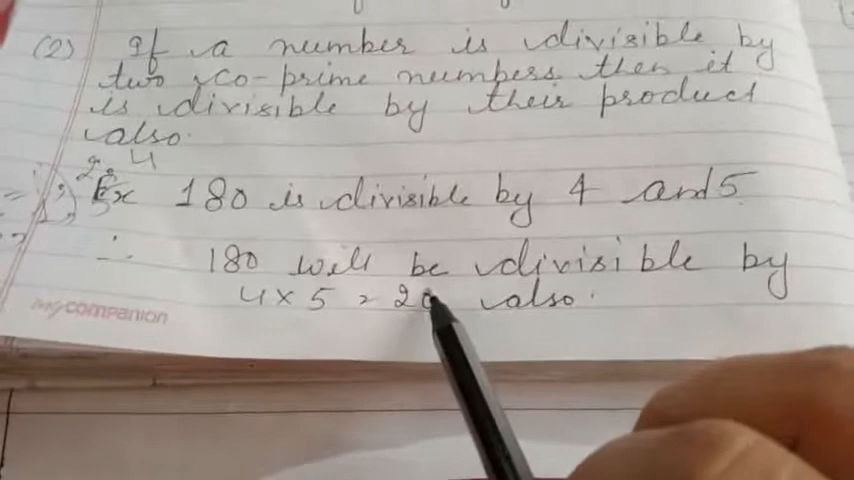 (2) If a number is divisible by
two co-prime numbers then it
is divisible by their product
also.
Ex 180 is divisible by 4 and 5
∴ 180 will be divisible by
4 × 5 = 20 also.
my companion